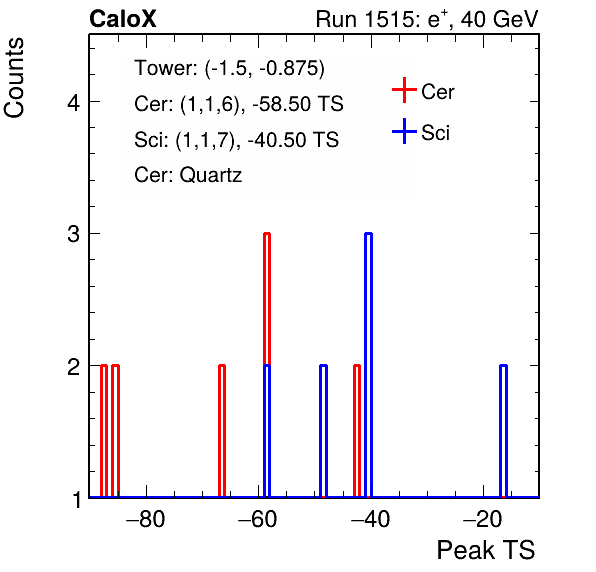 CaloX Run 1515: e⁺, 40 GeV
Counts
Tower: (-1.5, -0.875)
Cer: (1,1,6), -58.50 TS
Sci: (1,1,7), -40.50 TS
Cer: Quartz
Cer
Sci
4
3
2
1
−80 −60 −40 −20
Peak TS